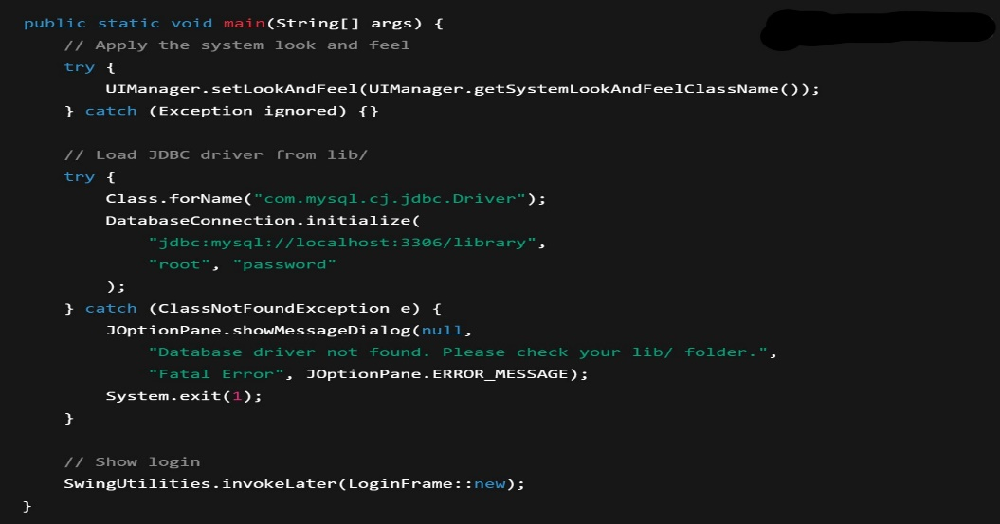 public static void main(String[] args) {
    // Apply the system look and feel
    try {
        UIManager.setLookAndFeel(UIManager.getSystemLookAndFeelClassName());
    } catch (Exception ignored) {}

    // Load JDBC driver from lib/
    try {
        Class.forName("com.mysql.cj.jdbc.Driver");
        DatabaseConnection.initialize(
            "jdbc:mysql://localhost:3306/library",
            "root", "password"
        );
    } catch (ClassNotFoundException e) {
        JOptionPane.showMessageDialog(null,
            "Database driver not found. Please check your lib/ folder.",
            "Fatal Error", JOptionPane.ERROR_MESSAGE);
        System.exit(1);
    }

    // Show login
    SwingUtilities.invokeLater(LoginFrame::new);
}